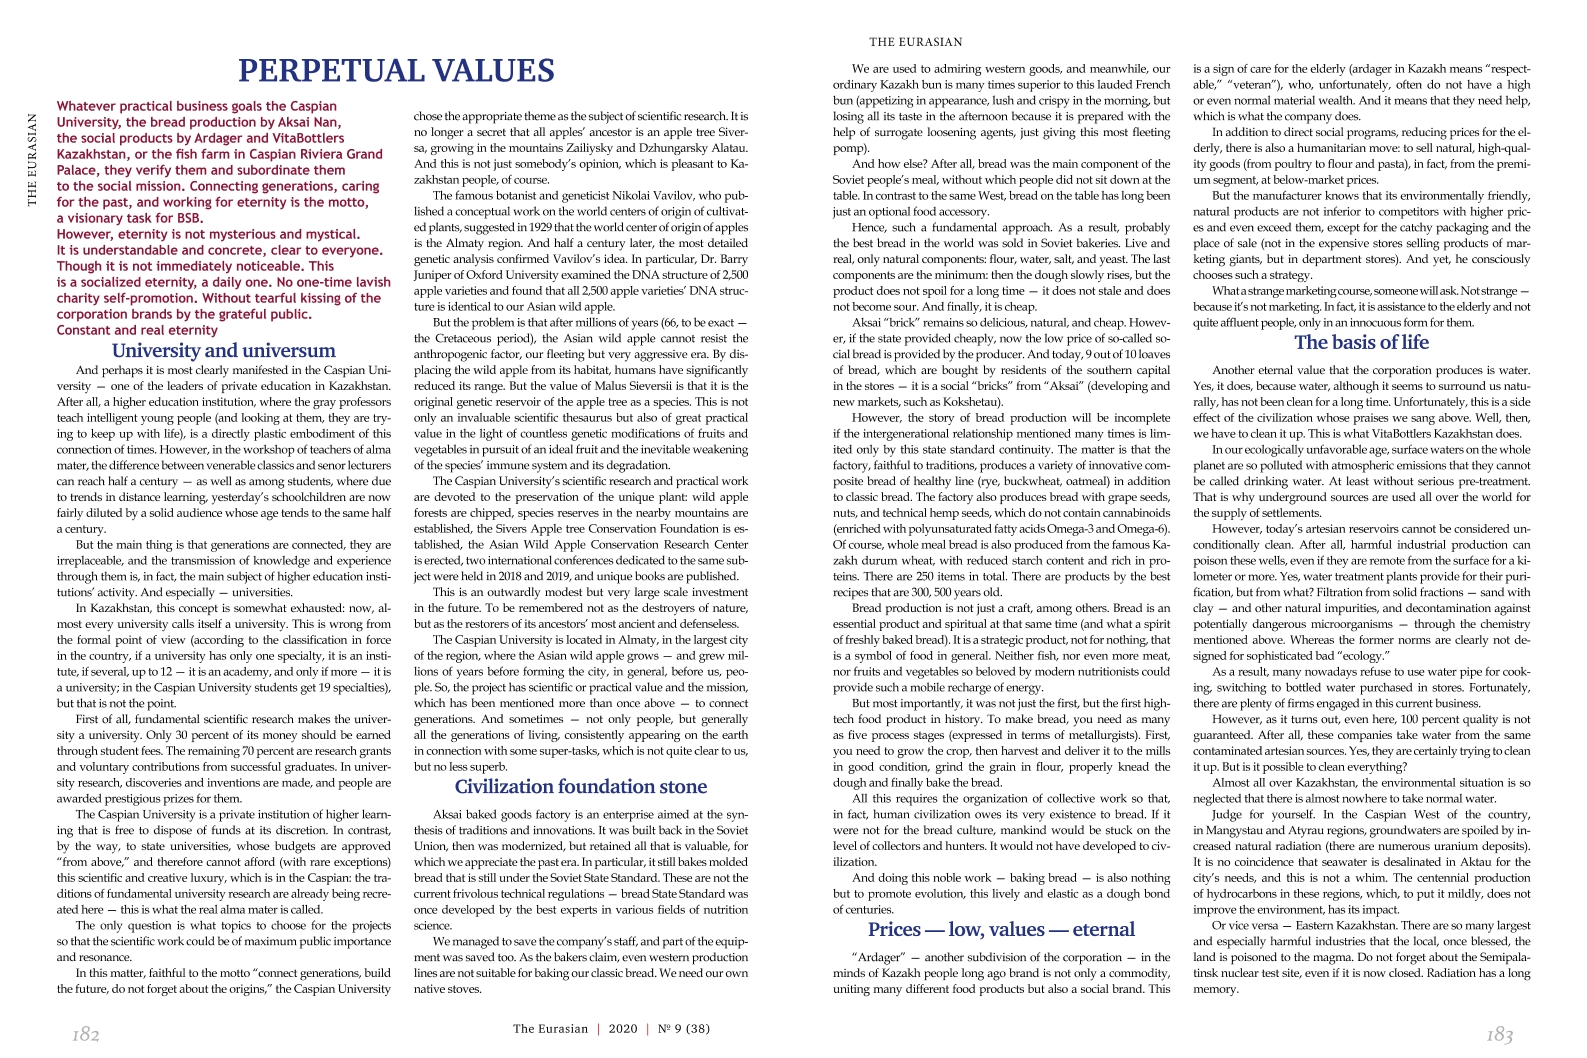 THE EURASIAN
PERPETUAL VALUES
Whatever practical business goals the Caspian
University, the bread production by Aksai Nan,
the social products by Ardager and VitaBottlers
Kazakhstan, or the fish farm in Caspian Riviera Grand
Palace, they verify them and subordinate them
to the social mission. Connecting generations, caring
for the past, and working for eternity is the motto,
a visionary task for BSB.
However, eternity is not mysterious and mystical.
It is understandable and concrete, clear to everyone.
Though it is not immediately noticeable. This
is a socialized eternity, a daily one. No one-time lavish
charity self-promotion. Without tearful kissing of the
corporation brands by the grateful public.
Constant and real eternity
University and universum
And perhaps it is most clearly manifested in the Caspian Uni-
versity — one of the leaders of private education in Kazakhstan.
After all, a higher education institution, where the gray professors
teach intelligent young people (and looking at them, they are try-
ing to keep up with life), is a directly plastic embodiment of this
connection of times. However, in the workshop of teachers of alma
mater, the difference between venerable classics and senor lecturers
can reach half a century — as well as among students, where due
to trends in distance learning, yesterday's schoolchildren are now
fairly diluted by a solid audience whose age tends to the same half
a century.
But the main thing is that generations are connected, they are
irreplaceable, and the transmission of knowledge and experience
through them is, in fact, the main subject of higher education insti-
tutions' activity. And especially — universities.
In Kazakhstan, this concept is somewhat exhausted: now, al-
most every university calls itself a university. This is wrong from
the formal point of view (according to the classification in force
in the country, if a university has only one specialty, it is an insti-
tute, if several, up to 12 — it is an academy, and only if more — it is
a university; in the Caspian University students get 19 specialties),
but that is not the point.
First of all, fundamental scientific research makes the univer-
sity a university. Only 30 percent of its money should be earned
through student fees. The remaining 70 percent are research grants
and voluntary contributions from successful graduates. In univer-
sity research, discoveries and inventions are made, and people are
awarded prestigious prizes for them.
The Caspian University is a private institution of higher learn-
ing that is free to dispose of funds at its discretion. In contrast,
by the way, to state universities, whose budgets are approved
“from above,” and therefore cannot afford (with rare exceptions)
this scientific and creative luxury, which is in the Caspian: the tra-
ditions of fundamental university research are already being recre-
ated here — this is what the real alma mater is called.
The only question is what topics to choose for the projects
so that the scientific work could be of maximum public importance
and resonance.
In this matter, faithful to the motto “connect generations, build
the future, do not forget about the origins,” the Caspian University
chose the appropriate theme as the subject of scientific research. It is
no longer a secret that all apples' ancestor is an apple tree Siver-
sa, growing in the mountains Zailiysky and Dzhungarsky Alatau.
And this is not just somebody's opinion, which is pleasant to Ka-
zakhstan people, of course.
The famous botanist and geneticist Nikolai Vavilov, who pub-
lished a conceptual work on the world centers of origin of cultivat-
ed plants, suggested in 1929 that the world center of origin of apples
is the Almaty region. And half a century later, the most detailed
genetic analysis confirmed Vavilov's idea. In particular, Dr. Barry
Juniper of Oxford University examined the DNA structure of 2,500
apple varieties and found that all 2,500 apple varieties' DNA struc-
ture is identical to our Asian wild apple.
But the problem is that after millions of years (66, to be exact —
the Cretaceous period), the Asian wild apple cannot resist the
anthropogenic factor, our fleeting but very aggressive era. By dis-
placing the wild apple from its habitat, humans have significantly
reduced its range. But the value of Malus Sieversii is that it is the
original genetic reservoir of the apple tree as a species. This is not
only an invaluable scientific thesaurus but also of great practical
value in the light of countless genetic modifications of fruits and
vegetables in pursuit of an ideal fruit and the inevitable weakening
of the species' immune system and its degradation.
The Caspian University's scientific research and practical work
are devoted to the preservation of the unique plant: wild apple
forests are chipped, species reserves in the nearby mountains are
established, the Sivers Apple tree Conservation Foundation is es-
tablished, the Asian Wild Apple Conservation Research Center
is erected, two international conferences dedicated to the same sub-
ject were held in 2018 and 2019, and unique books are published.
This is an outwardly modest but very large scale investment
in the future. To be remembered not as the destroyers of nature,
but as the restorers of its ancestors' most ancient and defenseless.
The Caspian University is located in Almaty, in the largest city
of the region, where the Asian wild apple grows — and grew mil-
lions of years before forming the city, in general, before us, peo-
ple. So, the project has scientific or practical value and the mission,
which has been mentioned more than once above — to connect
generations. And sometimes — not only people, but generally
all the generations of living, consistently appearing on the earth
in connection with some super-tasks, which is not quite clear to us,
but no less superb.
Civilization foundation stone
Aksai baked goods factory is an enterprise aimed at the syn-
thesis of traditions and innovations. It was built back in the Soviet
Union, then was modernized, but retained all that is valuable, for
which we appreciate the past era. In particular, it still bakes molded
bread that is still under the Soviet State Standard. These are not the
current frivolous technical regulations — bread State Standard was
once developed by the best experts in various fields of nutrition
science.
We managed to save the company's staff, and part of the equip-
ment was saved too. As the bakers claim, even western production
lines are not suitable for baking our classic bread. We need our own
native stoves.
182
The Eurasian | 2020 | № 9 (38)
THE EURASIAN
We are used to admiring western goods, and meanwhile, our
ordinary Kazakh bun is many times superior to this lauded French
bun (appetizing in appearance, lush and crispy in the morning, but
losing all its taste in the afternoon because it is prepared with the
help of surrogate loosening agents, just giving this most fleeting
pomp).
And how else? After all, bread was the main component of the
Soviet people's meal, without which people did not sit down at the
table. In contrast to the same West, bread on the table has long been
just an optional food accessory.
Hence, such a fundamental approach. As a result, probably
the best bread in the world was sold in Soviet bakeries. Live and
real, only natural components: flour, water, salt, and yeast. The last
components are the minimum: then the dough slowly rises, but the
product does not spoil for a long time — it does not stale and does
not become sour. And finally, it is cheap.
Aksai “brick” remains so delicious, natural, and cheap. Howev-
er, if the state provided cheaply, now the low price of so-called so-
cial bread is provided by the producer. And today, 9 out of 10 loaves
of bread, which are bought by residents of the southern capital
in the stores — it is a social “bricks” from “Aksai” (developing and
new markets, such as Kokshetau).
However, the story of bread production will be incomplete
if the intergenerational relationship mentioned many times is lim-
ited only by this state standard continuity. The matter is that the
factory, faithful to traditions, produces a variety of innovative com-
posite bread of healthy line (rye, buckwheat, oatmeal) in addition
to classic bread. The factory also produces bread with grape seeds,
nuts, and technical hemp seeds, which do not contain cannabinoids
(enriched with polyunsaturated fatty acids Omega-3 and Omega-6).
Of course, whole meal bread is also produced from the famous Ka-
zakh durum wheat, with reduced starch content and rich in pro-
teins. There are 250 items in total. There are products by the best
recipes that are 300, 500 years old.
Bread production is not just a craft, among others. Bread is an
essential product and spiritual at that same time (and what a spirit
of freshly baked bread). It is a strategic product, not for nothing, that
is a symbol of food in general. Neither fish, nor even more meat,
nor fruits and vegetables so beloved by modern nutritionists could
provide such a mobile recharge of energy.
But most importantly, it was not just the first, but the first high-
tech food product in history. To make bread, you need as many
as five process stages (expressed in terms of metallurgists). First,
you need to grow the crop, then harvest and deliver it to the mills
in good condition, grind the grain in flour, properly knead the
dough and finally bake the bread.
All this requires the organization of collective work so that,
in fact, human civilization owes its very existence to bread. If it
were not for the bread culture, mankind would be stuck on the
level of collectors and hunters. It would not have developed to civ-
ilization.
And doing this noble work — baking bread — is also nothing
but to promote evolution, this lively and elastic as a dough bond
of centuries.
Prices — low, values — eternal
“Ardager” — another subdivision of the corporation — in the
minds of Kazakh people long ago brand is not only a commodity,
uniting many different food products but also a social brand. This
is a sign of care for the elderly (ardager in Kazakh means “respect-
able,” “veteran”), who, unfortunately, often do not have a high
or even normal material wealth. And it means that they need help,
which is what the company does.
In addition to direct social programs, reducing prices for the el-
derly, there is also a humanitarian move: to sell natural, high-qual-
ity goods (from poultry to flour and pasta), in fact, from the premi-
um segment, at below-market prices.
But the manufacturer knows that its environmentally friendly,
natural products are not inferior to competitors with higher pric-
es and even exceed them, except for the catchy packaging and the
place of sale (not in the expensive stores selling products of mar-
keting giants, but in department stores). And yet, he consciously
chooses such a strategy.
What a strange marketing course, someone will ask. Not strange —
because it's not marketing. In fact, it is assistance to the elderly and not
quite affluent people, only in an innocuous form for them.
The basis of life
Another eternal value that the corporation produces is water.
Yes, it does, because water, although it seems to surround us natu-
rally, has not been clean for a long time. Unfortunately, this is a side
effect of the civilization whose praises we sang above. Well, then,
we have to clean it up. This is what VitaBottlers Kazakhstan does.
In our ecologically unfavorable age, surface waters on the whole
planet are so polluted with atmospheric emissions that they cannot
be called drinking water. At least without serious pre-treatment.
That is why underground sources are used all over the world for
the supply of settlements.
However, today's artesian reservoirs cannot be considered un-
conditionally clean. After all, harmful industrial production can
poison these wells, even if they are remote from the surface for a ki-
lometer or more. Yes, water treatment plants provide for their puri-
fication, but from what? Filtration from solid fractions — sand with
clay — and other natural impurities, and decontamination against
potentially dangerous microorganisms — through the chemistry
mentioned above. Whereas the former norms are clearly not de-
signed for sophisticated bad “ecology.”
As a result, many nowadays refuse to use water pipe for cook-
ing, switching to bottled water purchased in stores. Fortunately,
there are plenty of firms engaged in this current business.
However, as it turns out, even here, 100 percent quality is not
guaranteed. After all, these companies take water from the same
contaminated artesian sources. Yes, they are certainly trying to clean
it up. But is it possible to clean everything?
Almost all over Kazakhstan, the environmental situation is so
neglected that there is almost nowhere to take normal water.
Judge for yourself. In the Caspian West of the country,
in Mangystau and Atyrau regions, groundwaters are spoiled by in-
creased natural radiation (there are numerous uranium deposits).
It is no coincidence that seawater is desalinated in Aktau for the
city's needs, and this is not a whim. The centennial production
of hydrocarbons in these regions, which, to put it mildly, does not
improve the environment, has its impact.
Or vice versa — Eastern Kazakhstan. There are so many largest
and especially harmful industries that the local, once blessed, the
land is poisoned to the magma. Do not forget about the Semipala-
tinsk nuclear test site, even if it is now closed. Radiation has a long
memory.
183